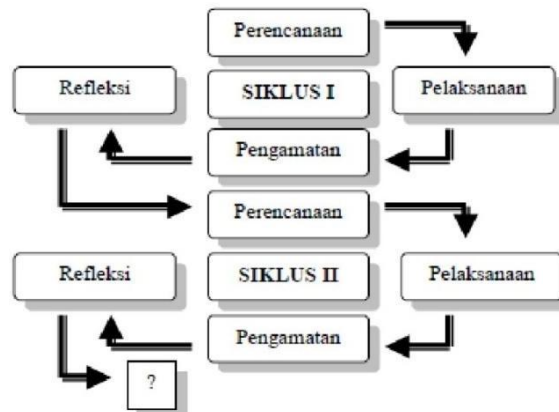 Perencanaan
Refleksi
SIKLUS I
Pelaksanaan
Pengamatan
Perencanaan
Refleksi
SIKLUS II
Pelaksanaan
Pengamatan
?